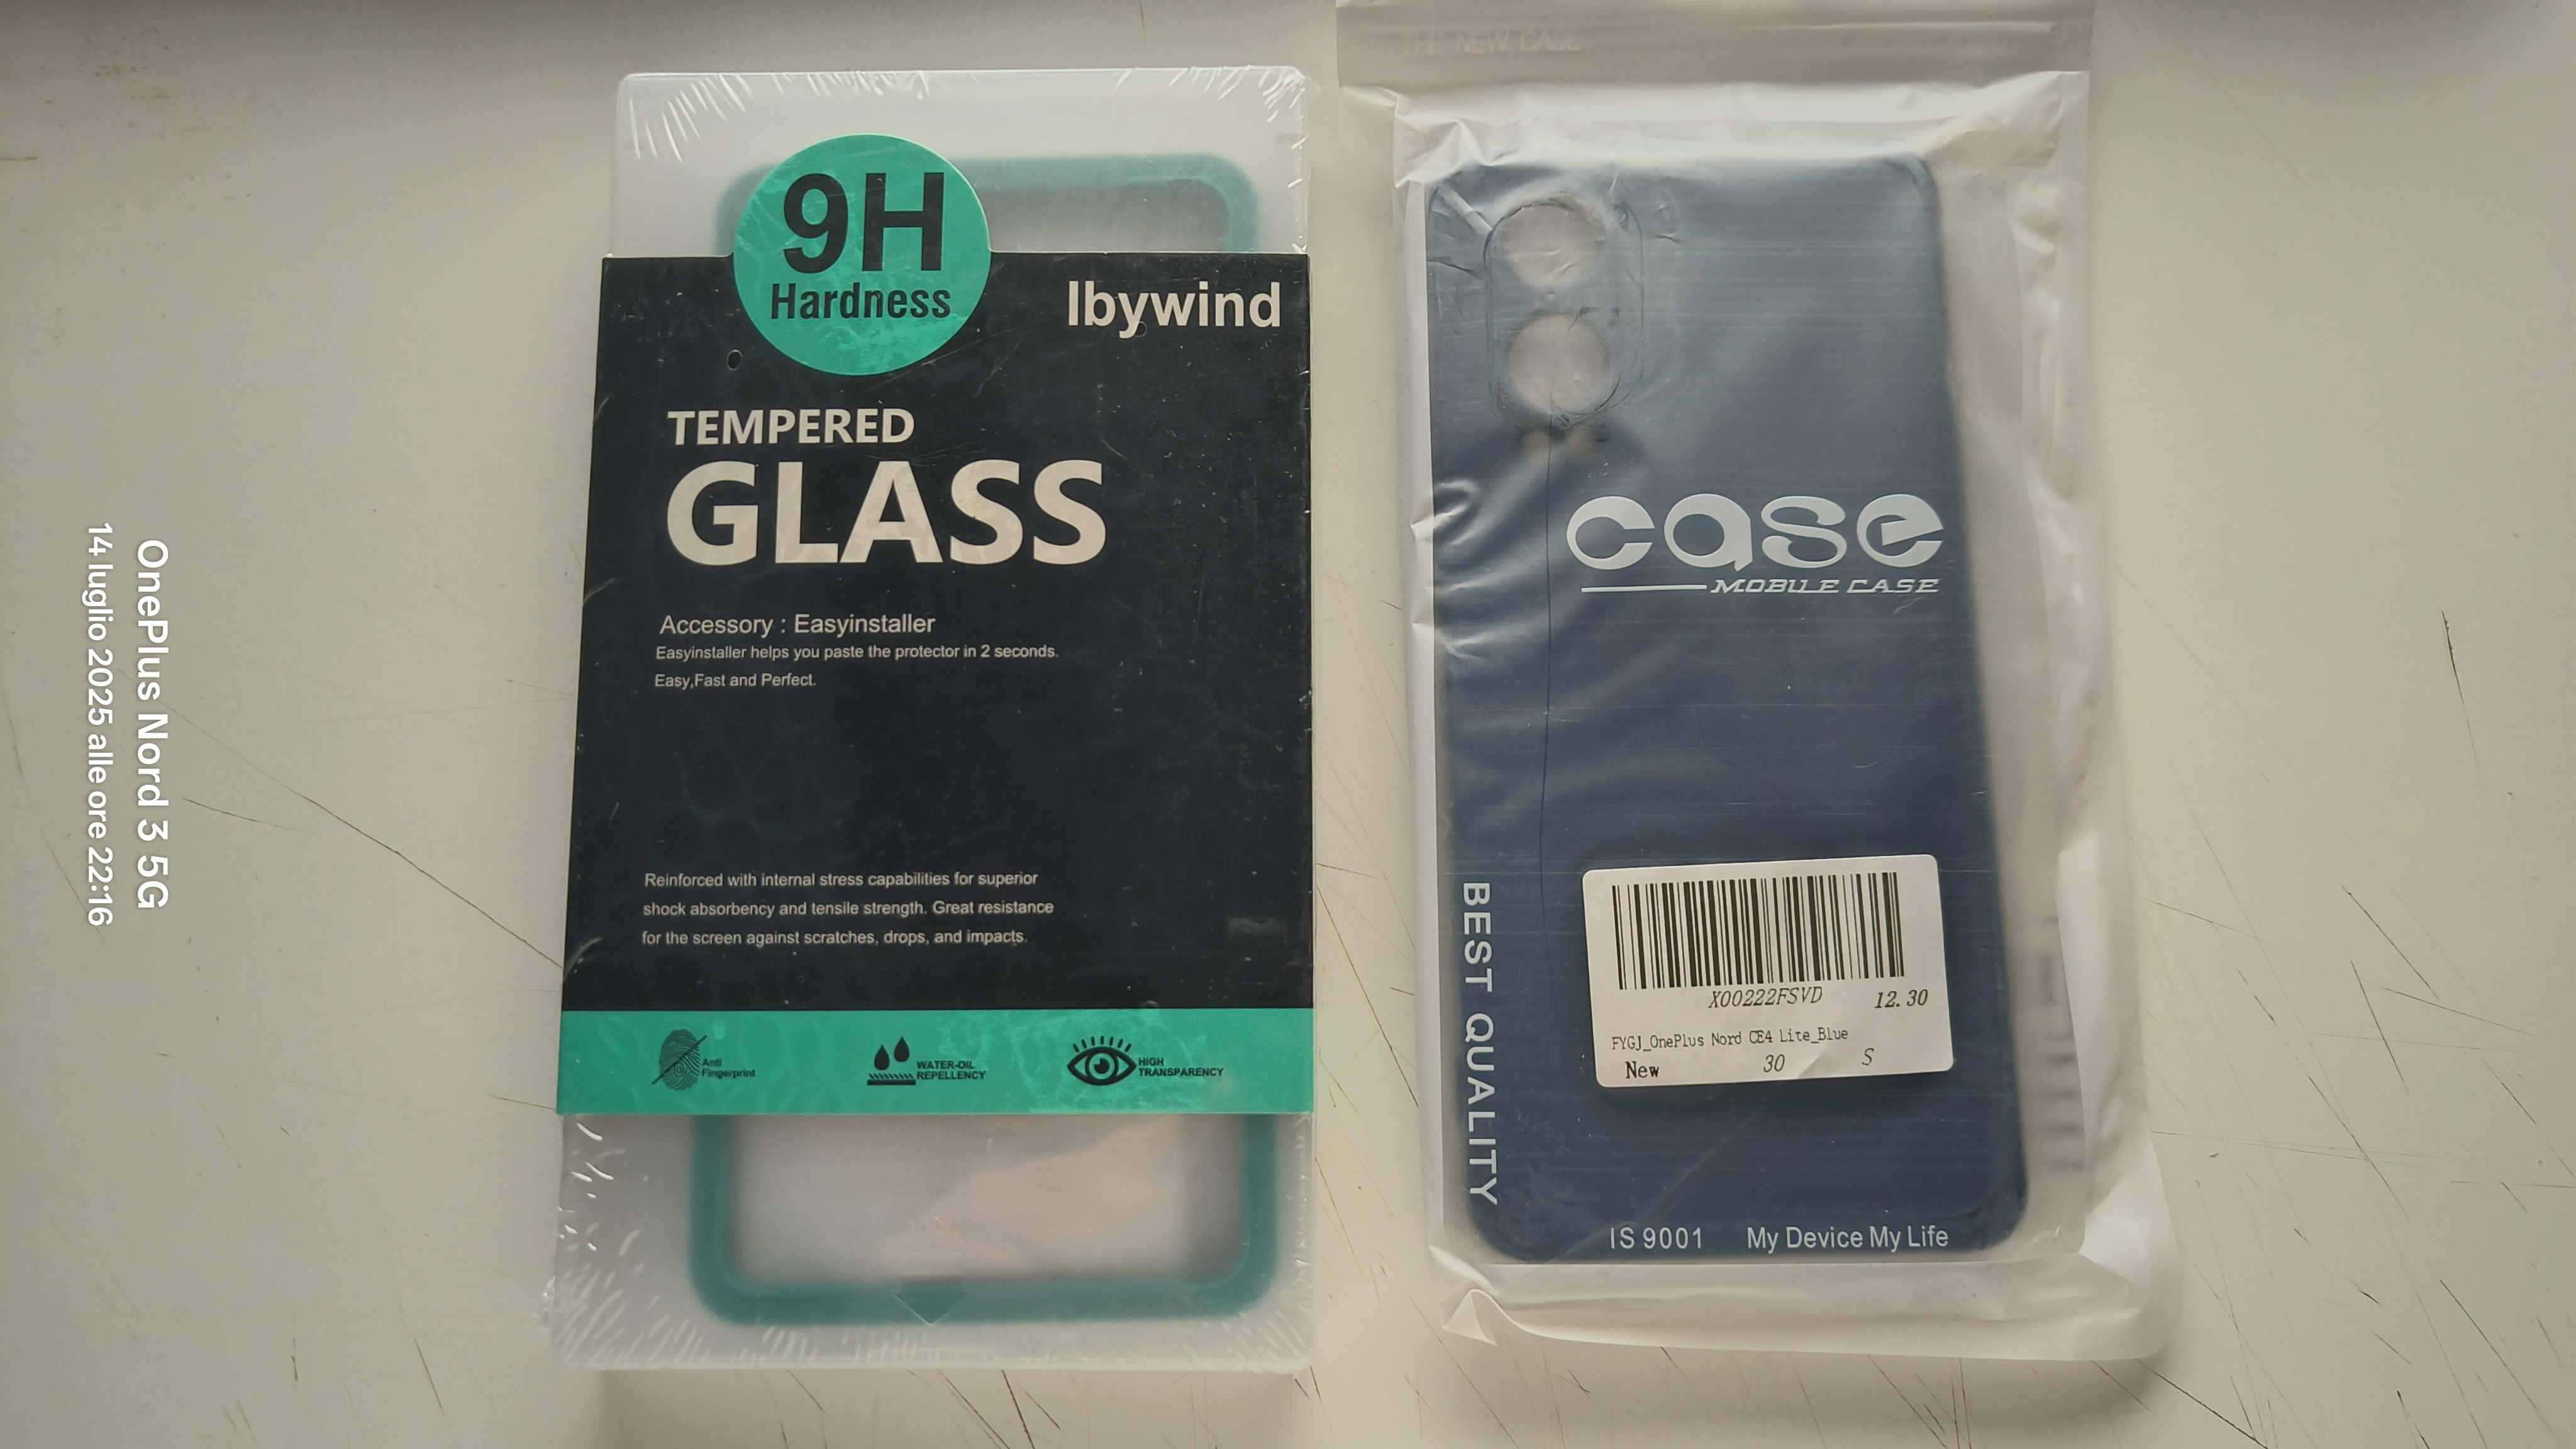 OnePlus Nord 3 5G
14 luglio 2025 alle ore 22:16
9H
Hardness
Ibywind
TEMPERED
GLASS
Accessory : Easyinstaller
Easyinstaller helps you paste the protector in 2 seconds.
Easy,Fast and Perfect.
Reinforced with internal stress capabilities for superior
shock absorbency and tensile strength. Great resistance
for the screen against scratches, drops, and impacts.
Anti
Fingerprint
WATER-OIL
REPELLENCY
HIGH
TRANSPARENCY
THE NEW CASE
case
MOBILE CASE
BEST QUALITY
X00222FSVD 12.30
FYGJ_OnePlus Nord CE4 Lite_Blue
New 30 S
IS 9001 My Device My Life